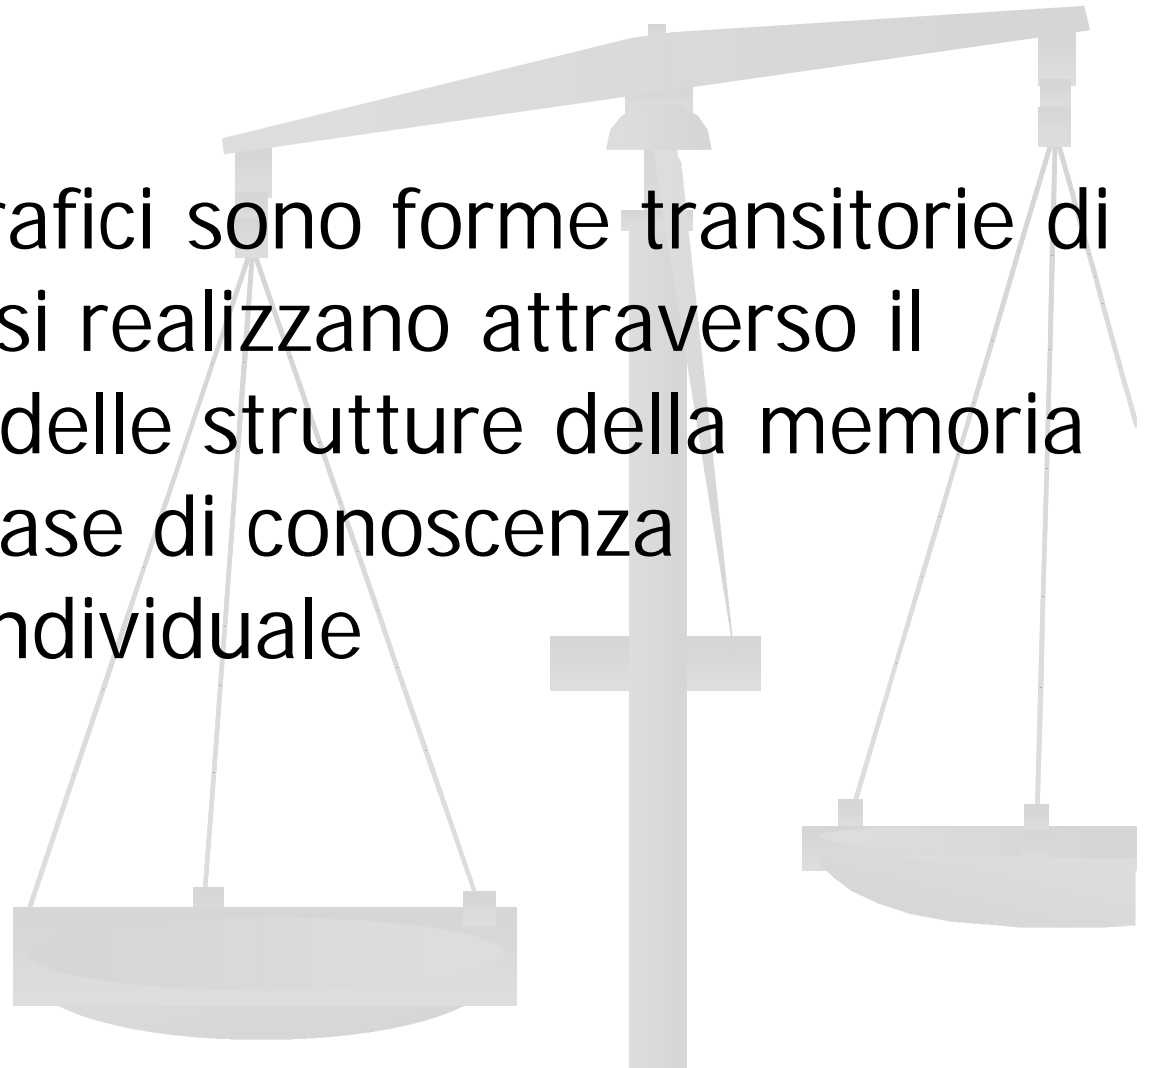 rafici sono forme transitorie di
si realizzano attraverso il
delle strutture della memoria
ase di conoscenza
ndividuale